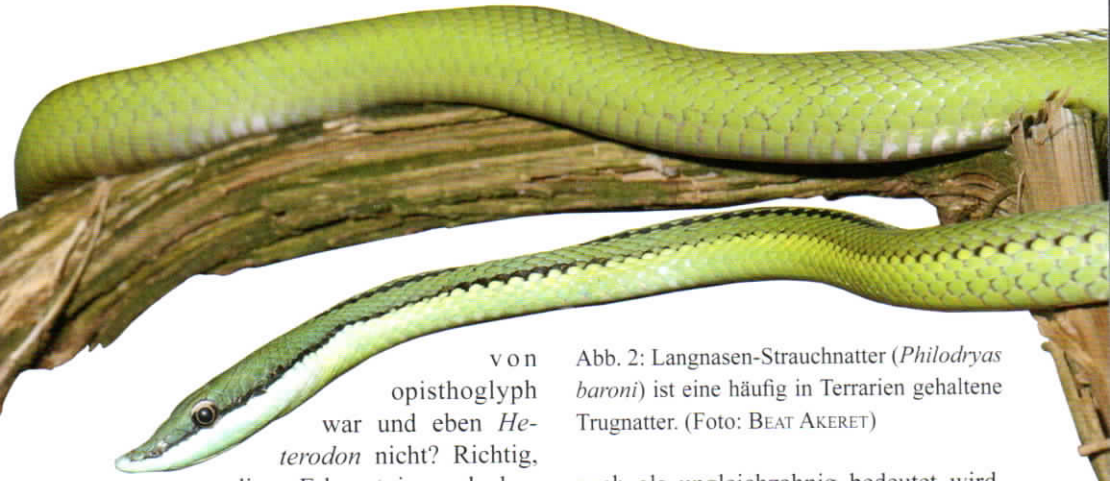 von
opisthoglyph
war und eben He-
terodon nicht? Richtig,
Abb. 2: Langnasen-Strauchnatter (Philodryas
baroni) ist eine häufig in Terrarien gehaltene
Trugnatter. (Foto: BEAT AKERET)